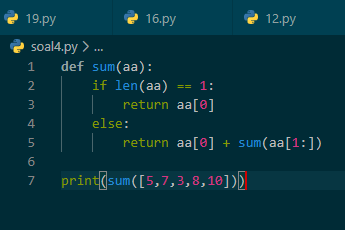 19.py 16.py 12.py
soal4.py > ...
1 def sum(aa):
2     if len(aa) == 1:
3         return aa[0]
4     else:
5         return aa[0] + sum(aa[1:])
6
7 print(sum([5,7,3,8,10]))